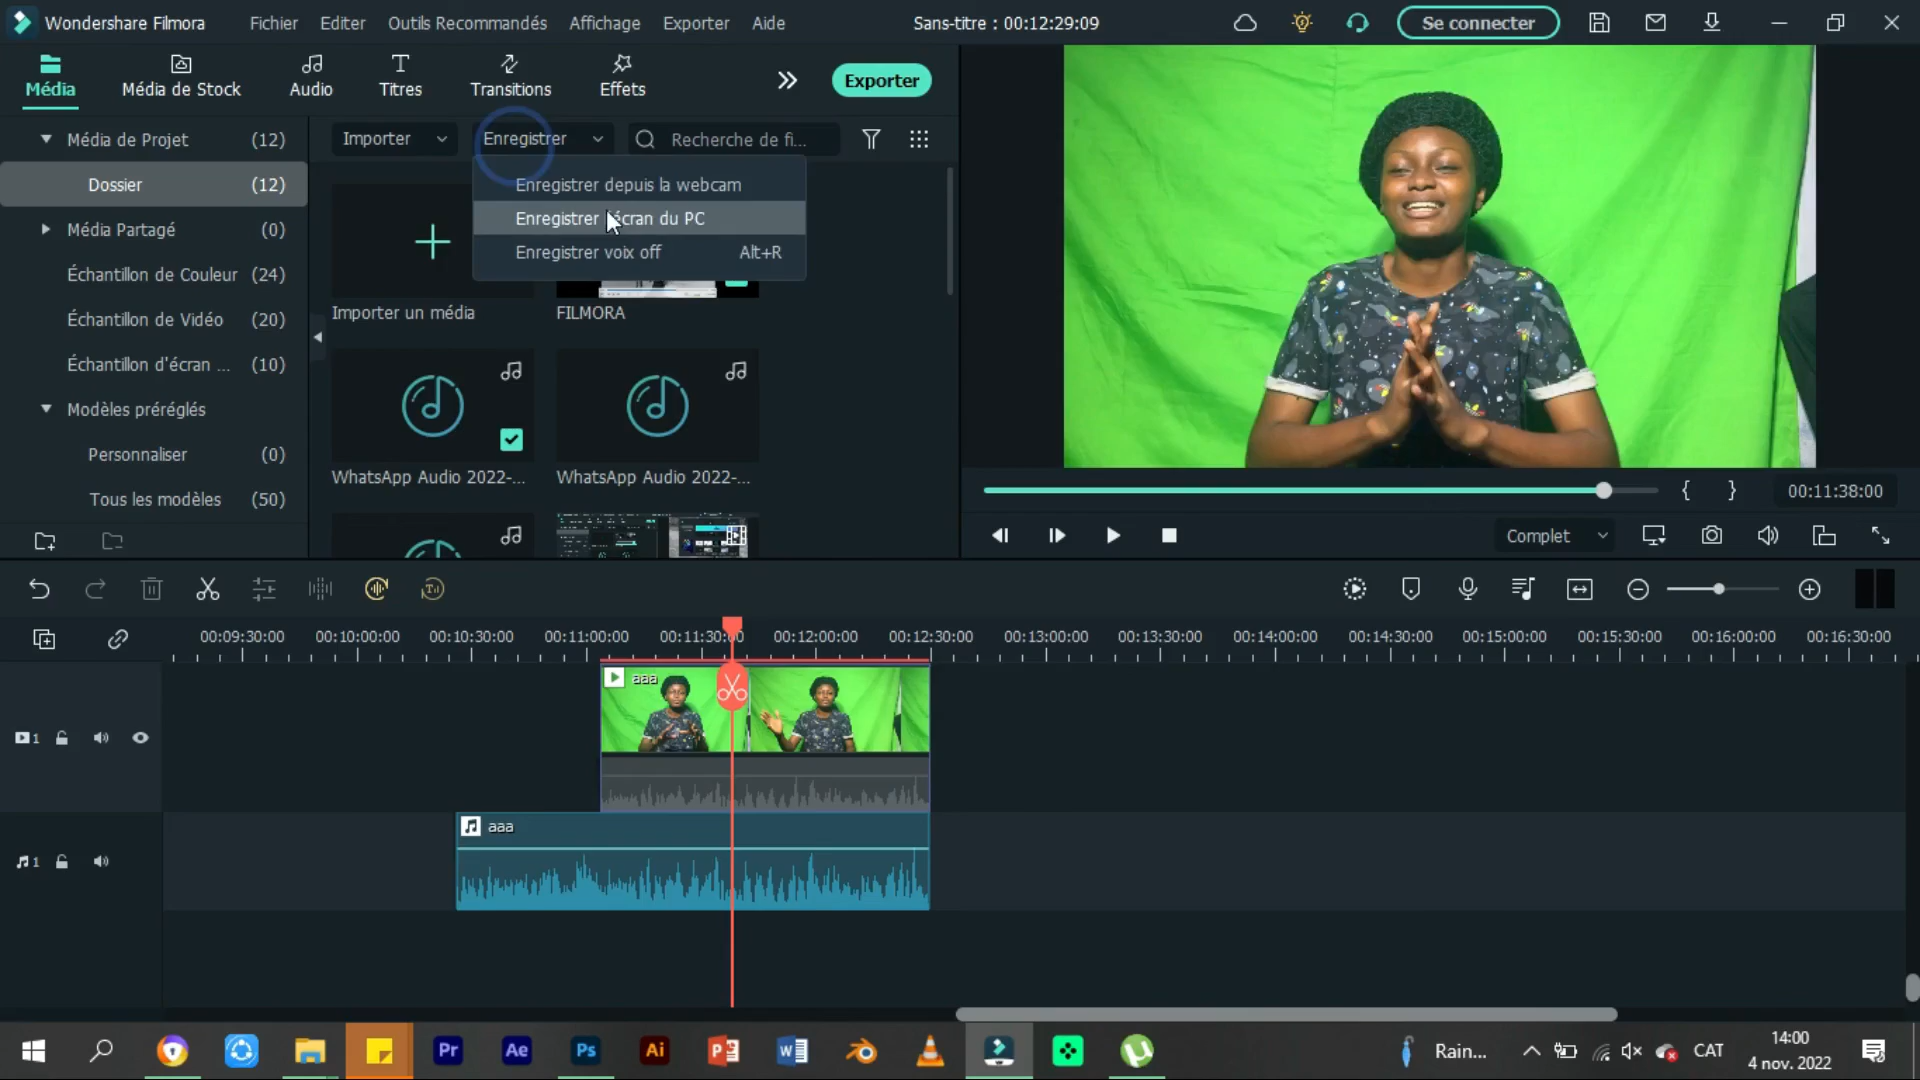 Wondershare Filmora
Fichier
Editer
Outils Recommandés
Affichage
Exporter
Aide
Sans-titre : 00:12:29:09
Se connecter
Média
Média de Stock
Audio
Titres
Transitions
Effets
Exporter
Média de Projet (12)
Importer
Enregistrer
Recherche de fi...
Dossier (12)
Enregistrer depuis la webcam
Enregistrer l'écran du PC
Enregistrer voix off Alt+R
Média Partagé (0)
Échantillon de Couleur (24)
Échantillon de Vidéo (20)
Échantillon d'écran ... (10)
Modèles préréglés
Personnaliser (0)
Tous les modèles (50)
Importer un média
FILMORA
WhatsApp Audio 2022-...
WhatsApp Audio 2022-...
{ } 00:11:38:00
Complet
00:09:30:00 00:10:00:00 00:10:30:00 00:11:00:00 00:11:30:00 00:12:00:00 00:12:30:00 00:13:00:00 00:13:30:00 00:14:00:00 00:14:30:00 00:15:00:00 00:15:30:00 00:16:00:00 00:16:30:00
aaa
1
aaa
1
Pr
Ae
Ps
Ai
Rain...
CAT
14:00
4 nov. 2022